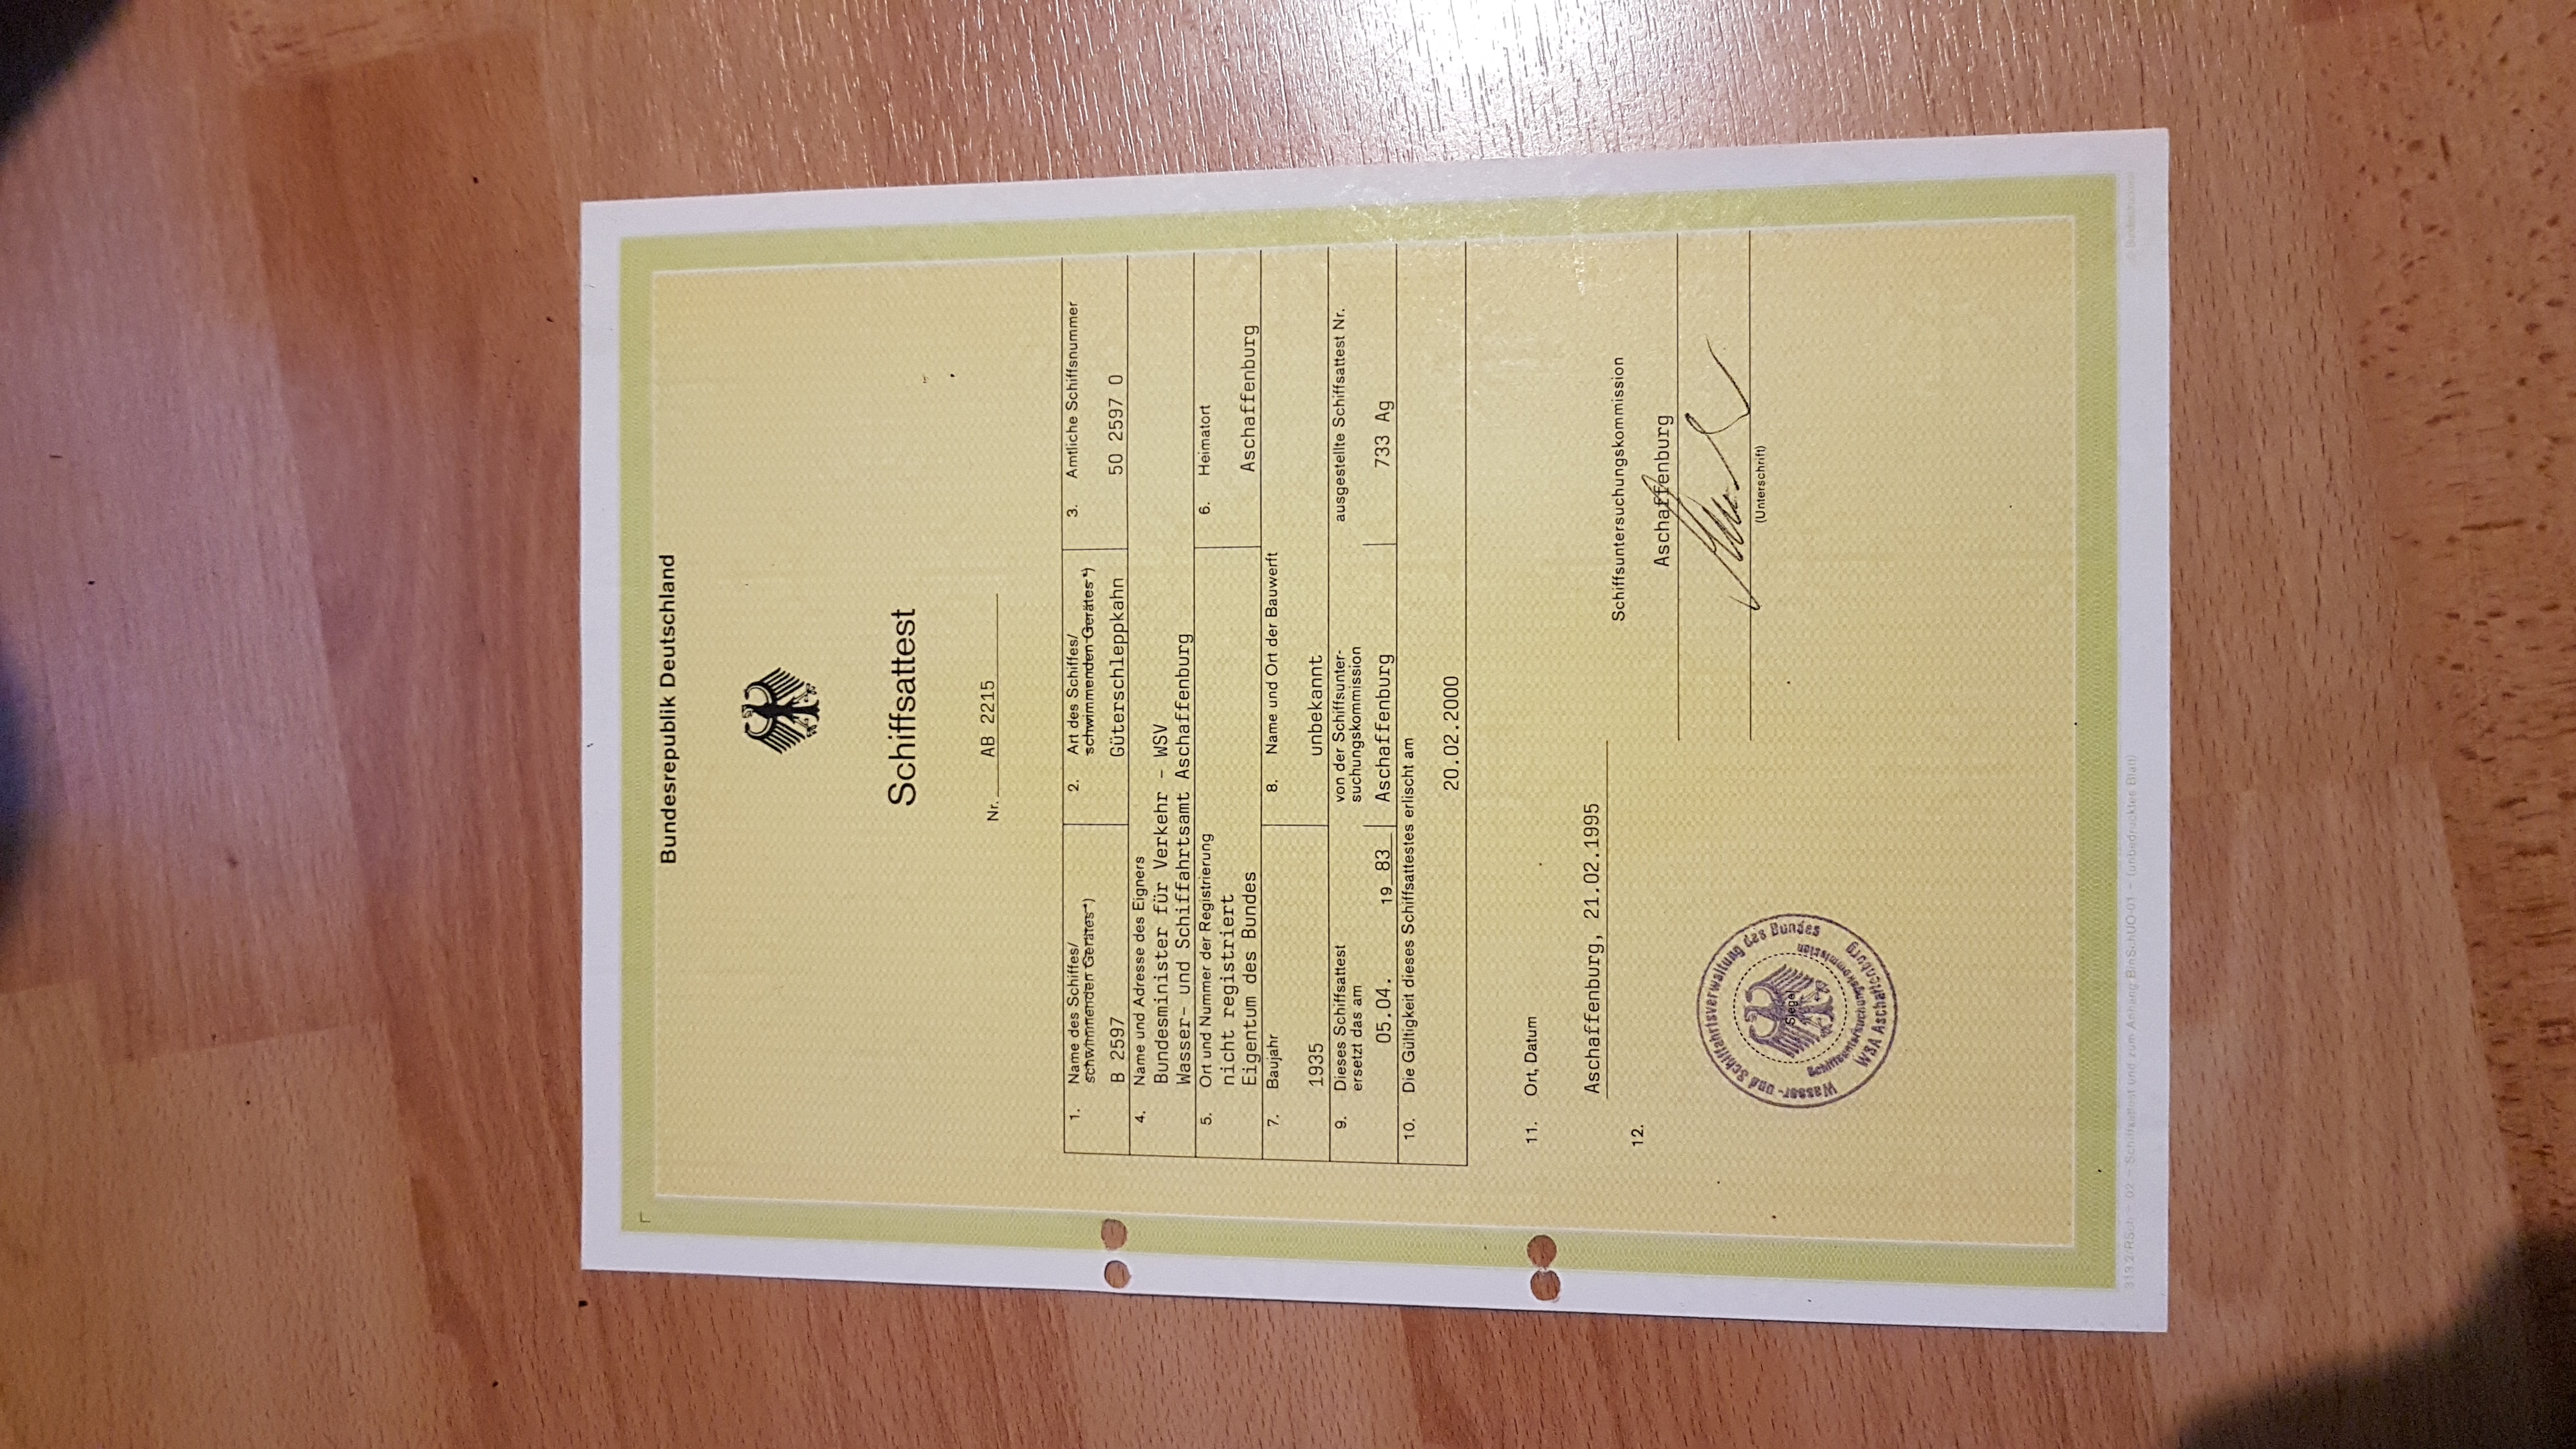 Bundesrepublik Deutschland
Schiffsattest
Nr. AB 2215
1. Name des Schiffes/
schwimmenden Gerätes*)
B 2597
2. Art des Schiffes/
schwimmenden Gerätes*)
Güterschleppkahn
3. Amtliche Schiffsnummer
50 2597 0
4. Name und Adresse des Eigners
Bundesminister für Verkehr - WSV
Wasser- und Schiffahrtsamt Aschaffenburg
5. Ort und Nummer der Registrierung
nicht registriert
Eigentum des Bundes
6. Heimatort
Aschaffenburg
7. Baujahr
1935
8. Name und Ort der Bauwerft
unbekannt
9. Dieses Schiffsattest
ersetzt das am
05.04. 19 83
von der Schiffsunter-
suchungskommission
Aschaffenburg
ausgestellte Schiffsattest Nr.
733 Ag
10. Die Gültigkeit dieses Schiffsattestes erlischt am
20.02.2000
11. Ort, Datum
Aschaffenburg, 21.02.1995
12.
Schiffsuntersuchungskommission
Aschaffenburg
(Unterschrift)
Wasser- und Schiffahrtsverwaltung des Bundes
Schiffsuntersuchungskommission
WSA Aschaffenburg
Siegel